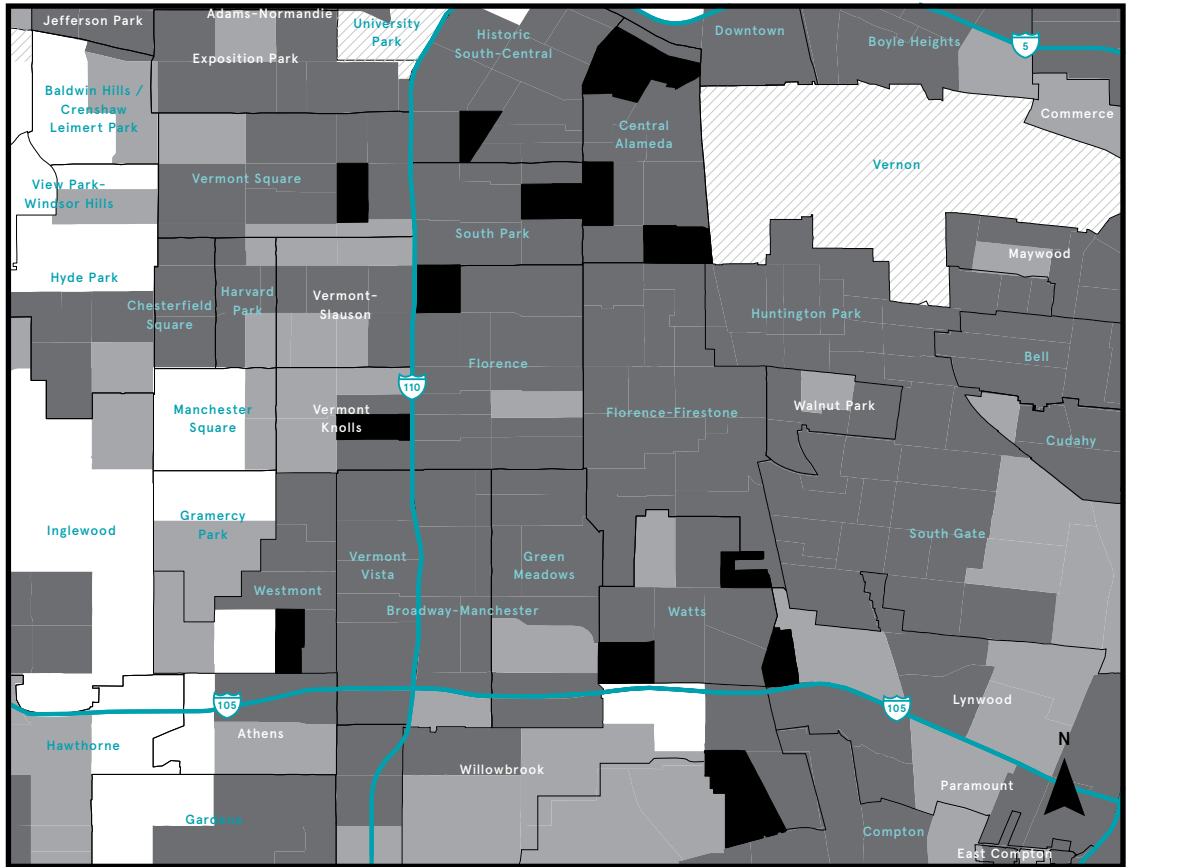 Jefferson Park
Adams-Normandie
University
Park
Historic
South-Central
Downtown
Boyle Heights
5
Exposition Park
Baldwin Hills /
Crenshaw
Leimert Park
Commerce
Central
Alameda
Vernon
View Park-
Windsor Hills
Vermont Square
South Park
Maywood
Hyde Park
Chesterfield
Square
Harvard
Park
Vermont-
Slauson
Huntington Park
Bell
Florence
110
Manchester
Square
Vermont
Knolls
Florence-Firestone
Walnut Park
Cudahy
Inglewood
Gramercy
Park
South Gate
Vermont
Vista
Green
Meadows
Westmont
Broadway-Manchester
Watts
105
105
Lynwood
Hawthorne
Athens
N
Willowbrook
Paramount
Gardena
Compton
East Compton